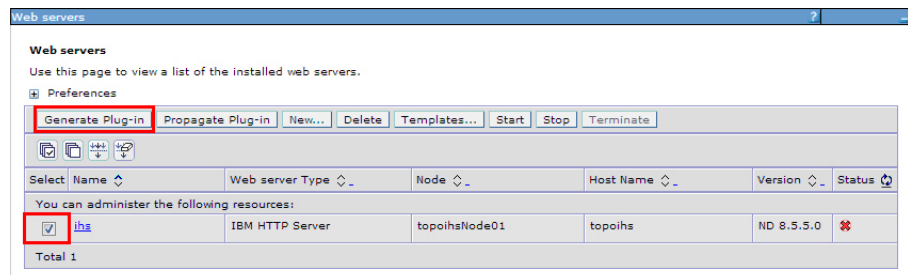 Web servers
?
Web servers
Use this page to view a list of the installed web servers.
Preferences
Generate Plug-in Propagate Plug-in New... Delete Templates... Start Stop Terminate
Select Name Web server Type Node Host Name Version Status
You can administer the following resources:
ihs IBM HTTP Server topoihsNode01 topoihs ND 8.5.5.0
Total 1